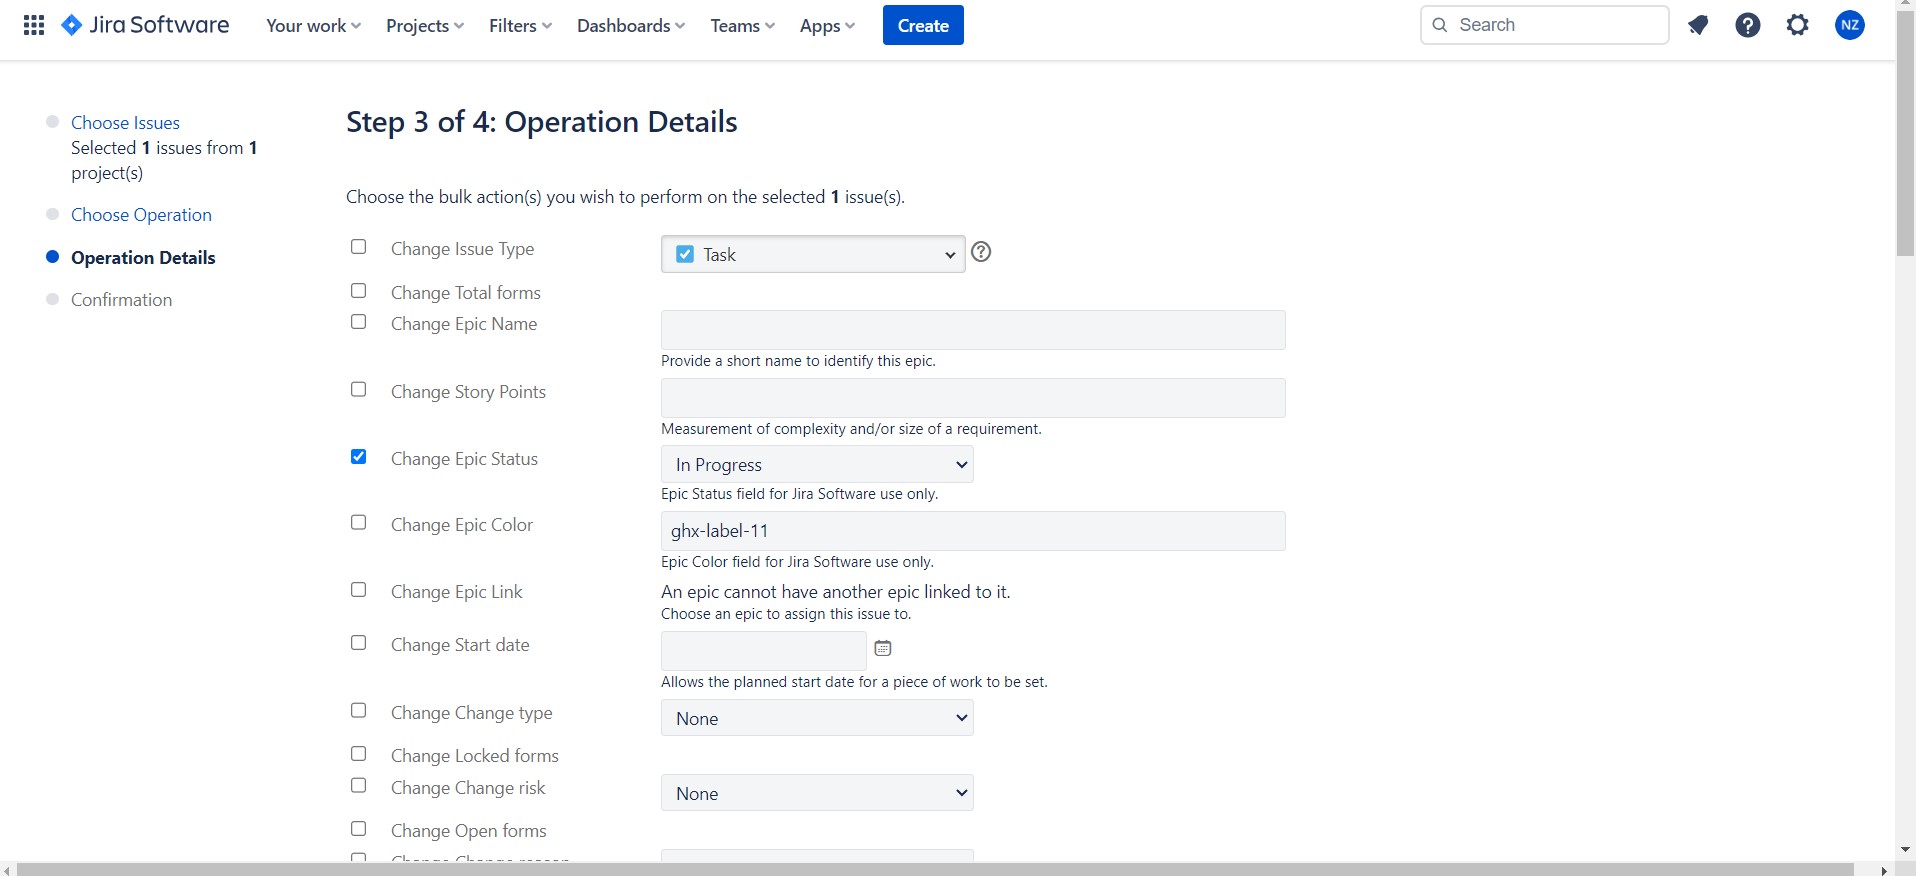 Jira Software Your work Projects Filters Dashboards Teams Apps Create Search NZ
Choose Issues
Selected 1 issues from 1
project(s)
Choose Operation
Operation Details
Confirmation
Step 3 of 4: Operation Details
Choose the bulk action(s) you wish to perform on the selected 1 issue(s).
Change Issue Type Task
Change Total forms
Change Epic Name
Provide a short name to identify this epic.
Change Story Points
Measurement of complexity and/or size of a requirement.
Change Epic Status In Progress
Epic Status field for Jira Software use only.
Change Epic Color ghx-label-11
Epic Color field for Jira Software use only.
Change Epic Link An epic cannot have another epic linked to it.
Choose an epic to assign this issue to.
Change Start date
Allows the planned start date for a piece of work to be set.
Change Change type None
Change Locked forms
Change Change risk None
Change Open forms
Change Change reason